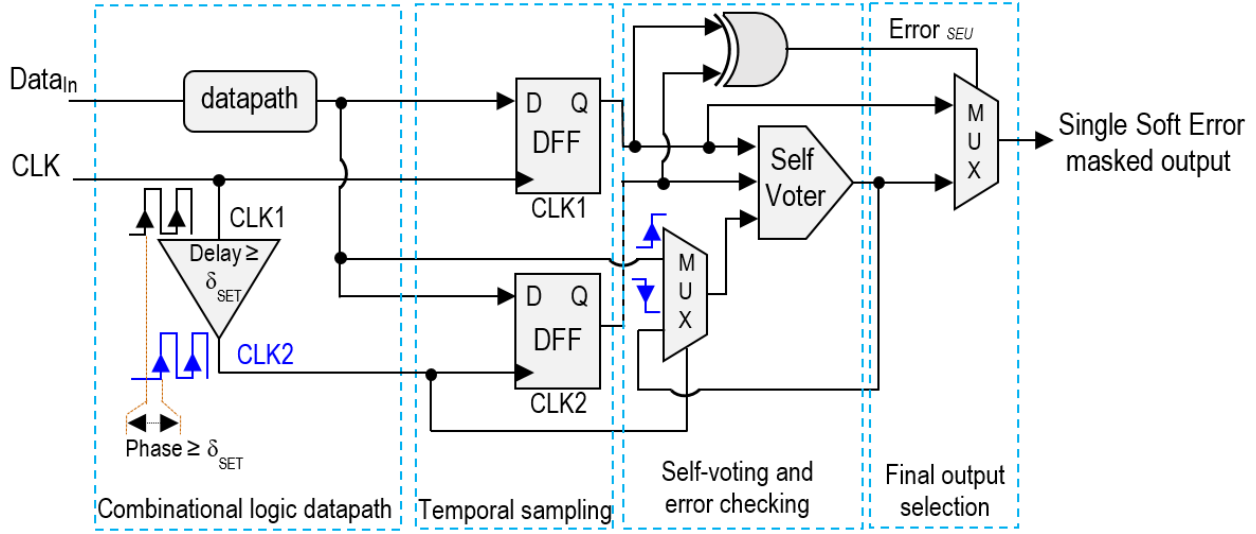 Data In
datapath
CLK
CLK1
Delay ≥
δ SET
CLK2
Phase ≥ δ SET
Combinational logic datapath
D Q
DFF
CLK1
D Q
DFF
CLK2
Temporal sampling
Self
Voter
M
U
X
Self-voting and
error checking
Error SEU
M
U
X
Final output
selection
Single Soft Error
masked output